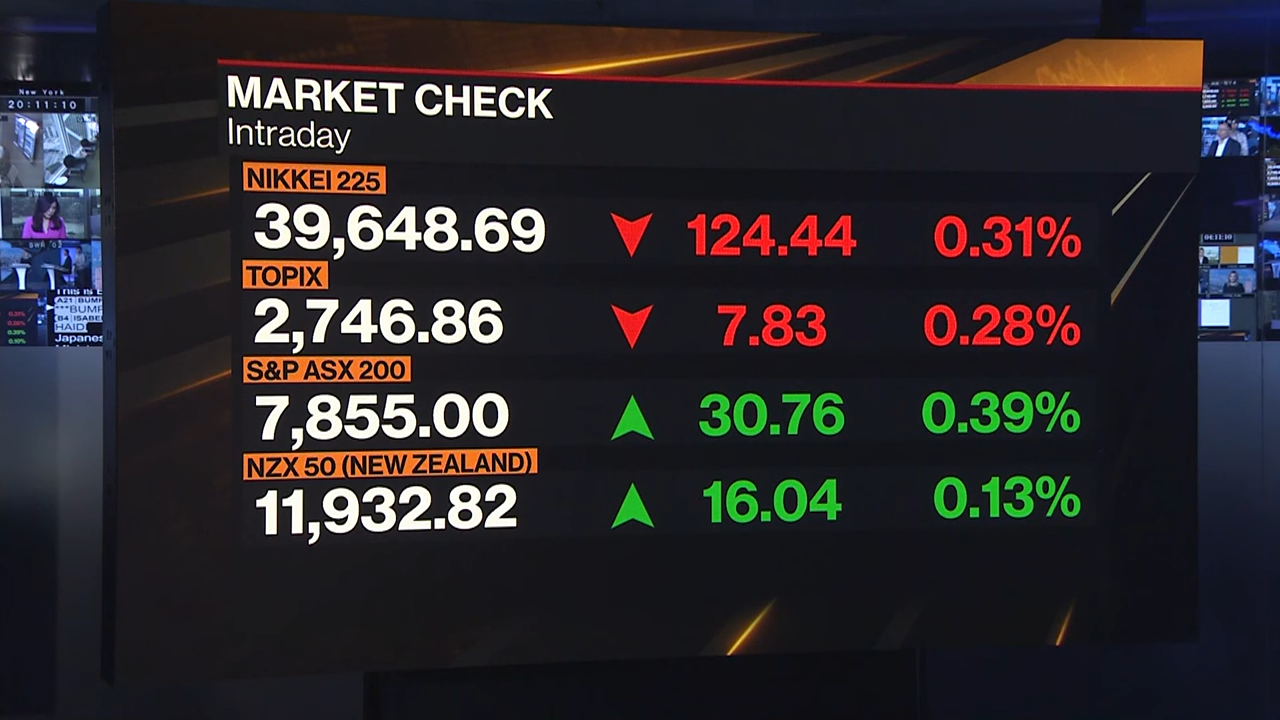 New York
20:11:10
MARKET CHECK
Intraday
NIKKEI 225
39,648.69 124.44 0.31%
TOPIX
2,746.86 7.83 0.28%
S&P ASX 200
7,855.00 30.76 0.39%
NZX 50 (NEW ZEALAND)
11,932.82 16.04 0.13%